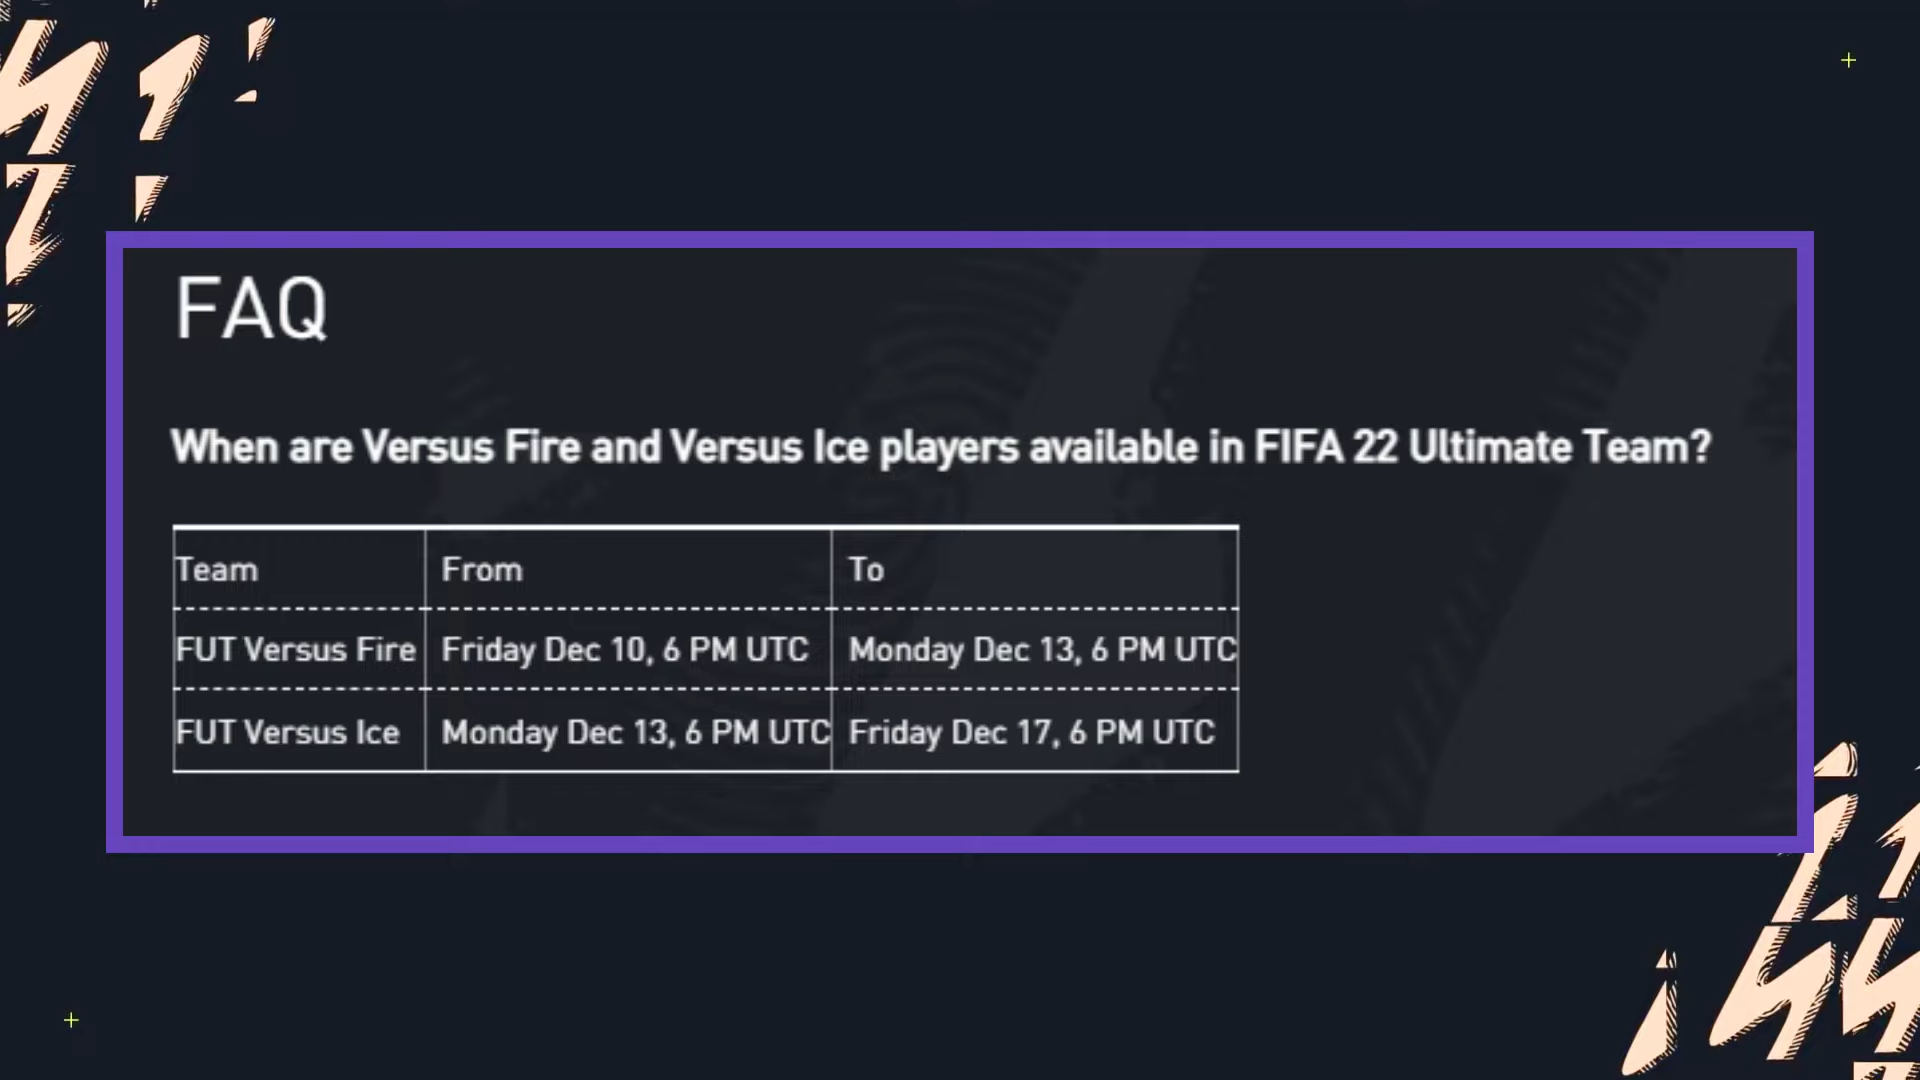 FAQ
When are Versus Fire and Versus Ice players available in FIFA 22 Ultimate Team?
Team From To
FUT Versus Fire Friday Dec 10, 6 PM UTC Monday Dec 13, 6 PM UTC
FUT Versus Ice Monday Dec 13, 6 PM UTC Friday Dec 17, 6 PM UTC